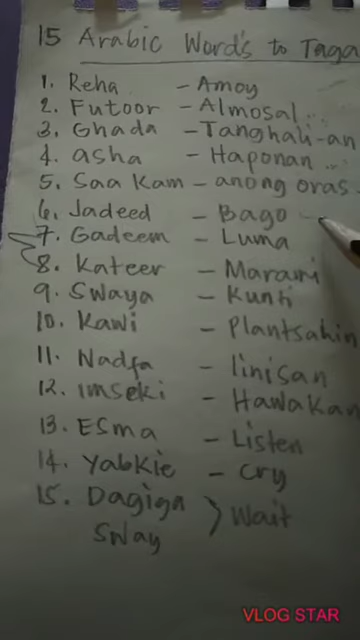 15 Arabic Words to Taga
1. Reha - Amoy
2. Futoor - Almosal...
3. Ghada - Tanghali-an
4. asha - Haponan...
5. Saa Kam - anong oras
6. Jadeed - Bago -
7. Gadeem - Luma
8. Kateer - Marami
9. Swaya - Kunti
10. Kawi - Plantsahin
11. Nadfa - linisan
12. imseki - Hawakan
13. Esma - Listen
14. Yabkie - Cry
15. Dagiga > Wait
Sway
VLOG STAR